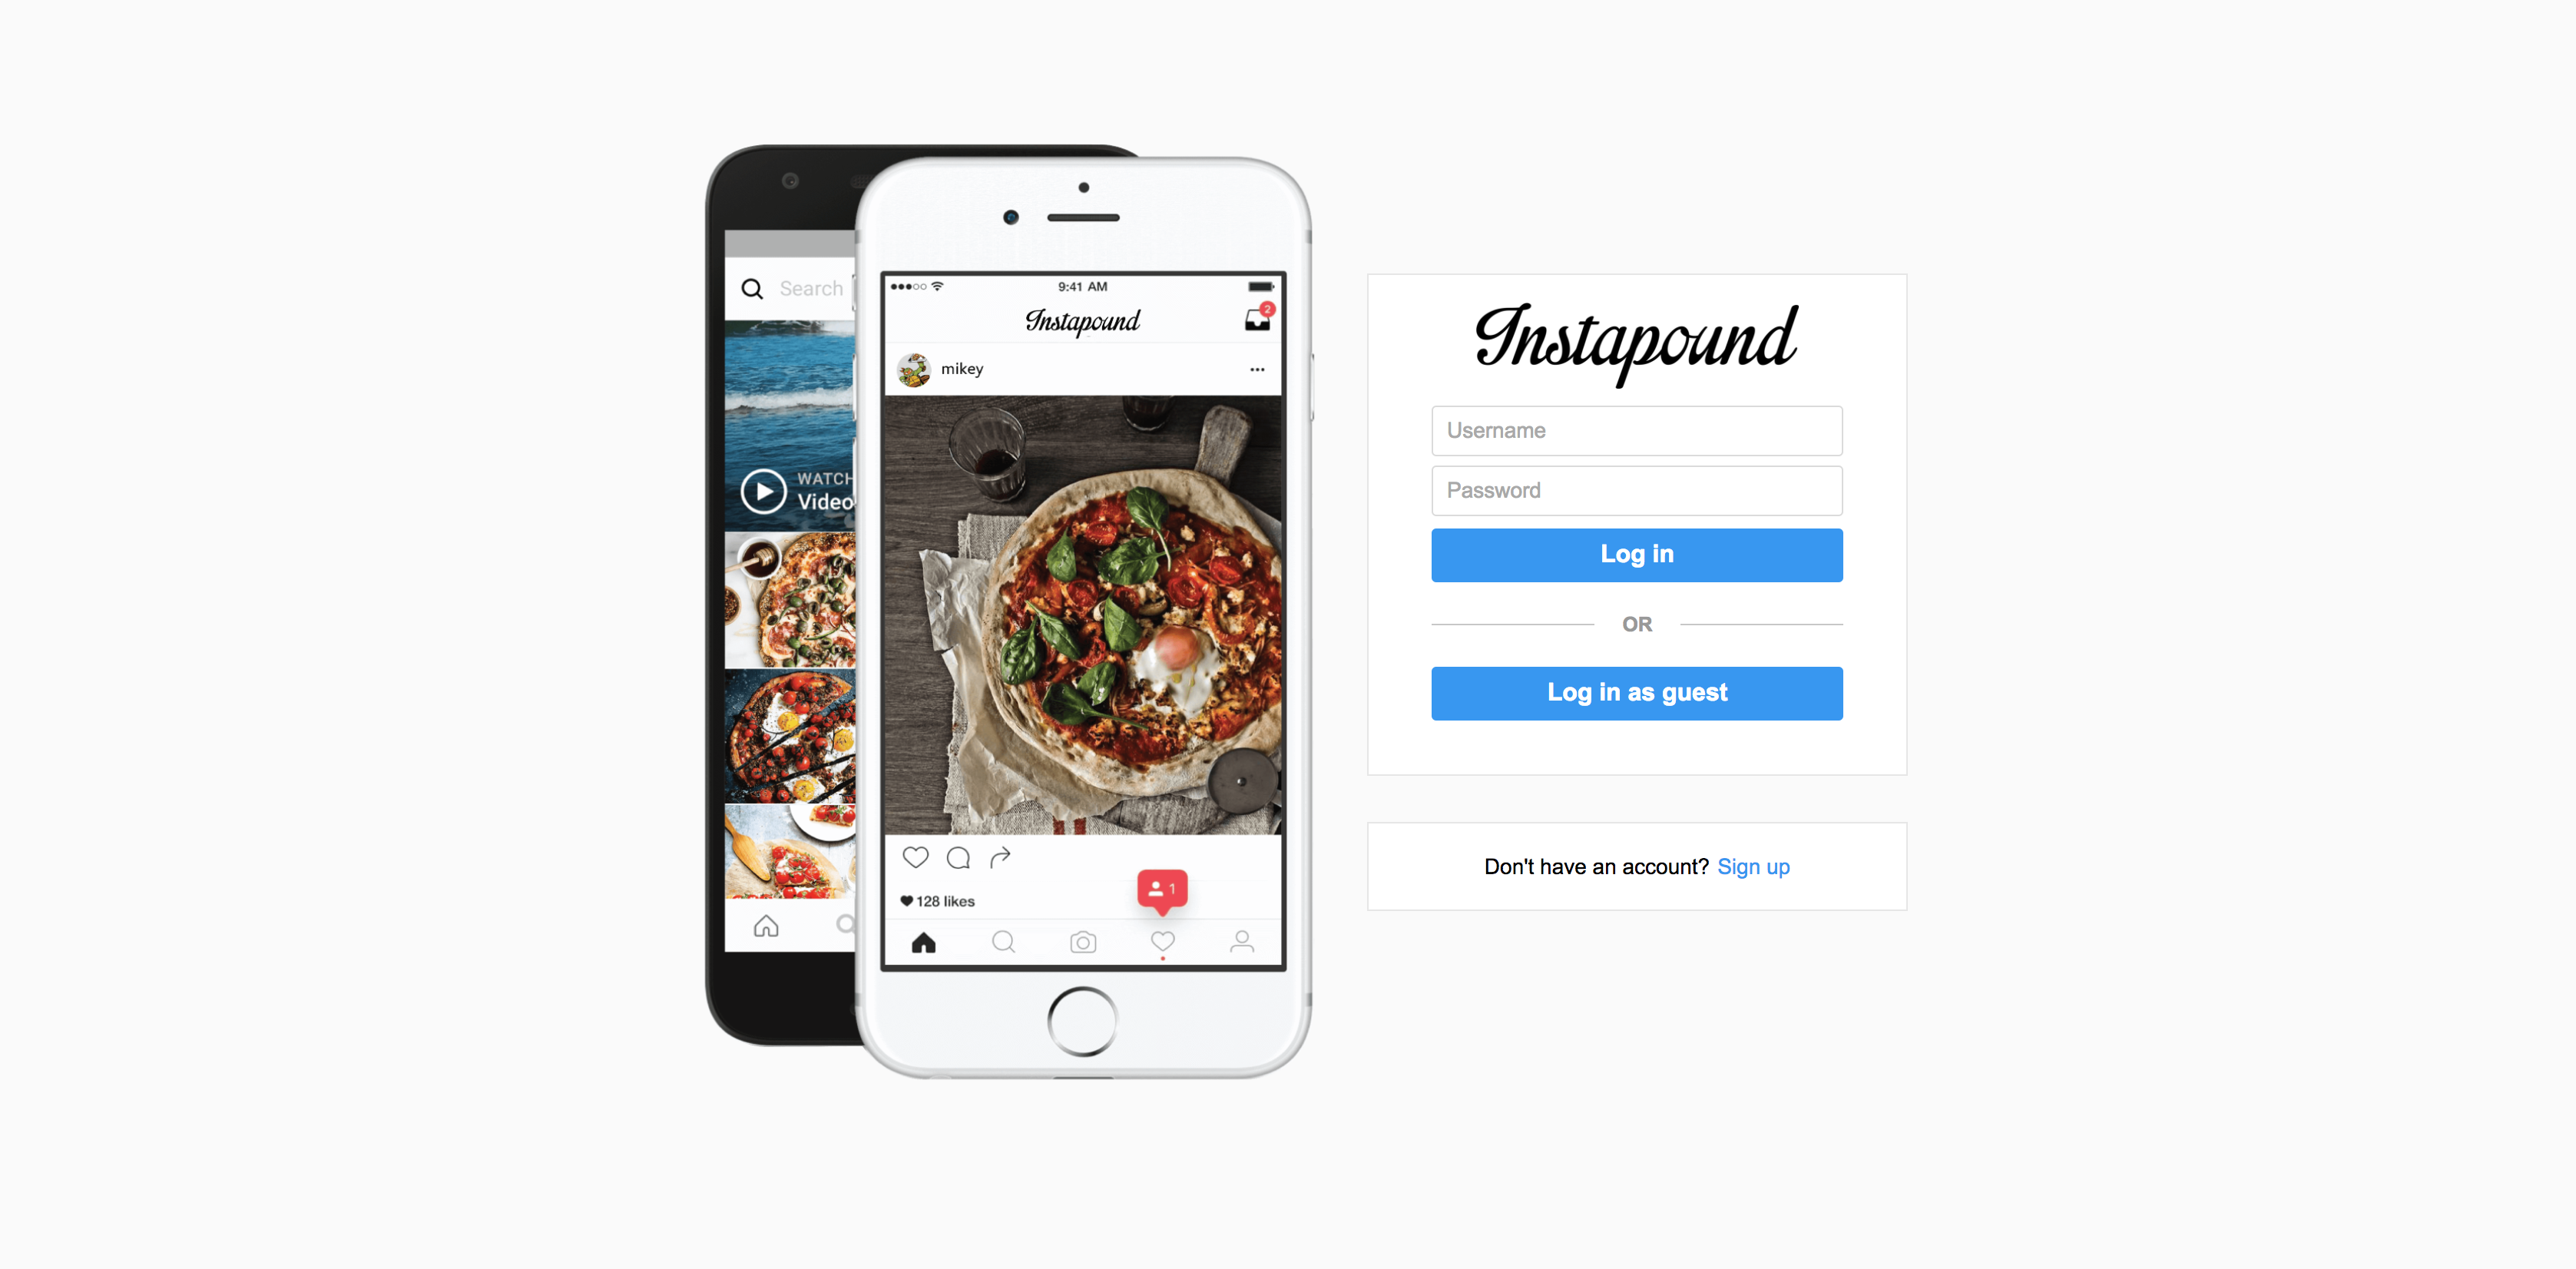 Search
WATCH
Video
9:41 AM
Instapound
2
mikey
1
128 likes
Instapound
Username
Password
Log in
OR
Log in as guest
Don't have an account? Sign up